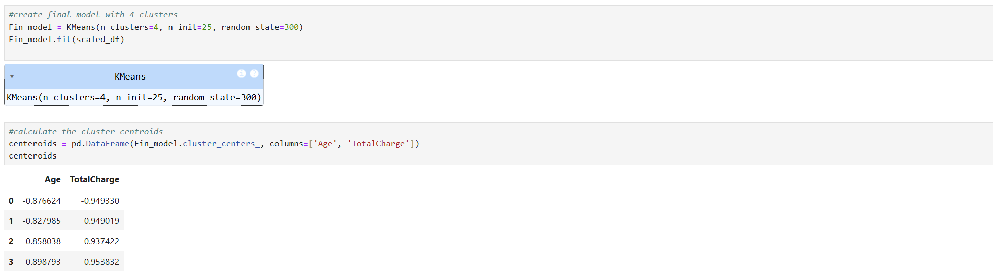 #create final model with 4 clusters
Fin_model = KMeans(n_clusters=4, n_init=25, random_state=300)
Fin_model.fit(scaled_df)
KMeans
i ?
KMeans(n_clusters=4, n_init=25, random_state=300)
#calculate the cluster centroids
centeroids = pd.DataFrame(Fin_model.cluster_centers_, columns=['Age', 'TotalCharge'])
centeroids
Age TotalCharge
0 -0.876624 -0.949330
1 -0.827985 0.949019
2 0.858038 -0.937422
3 0.898793 0.953832